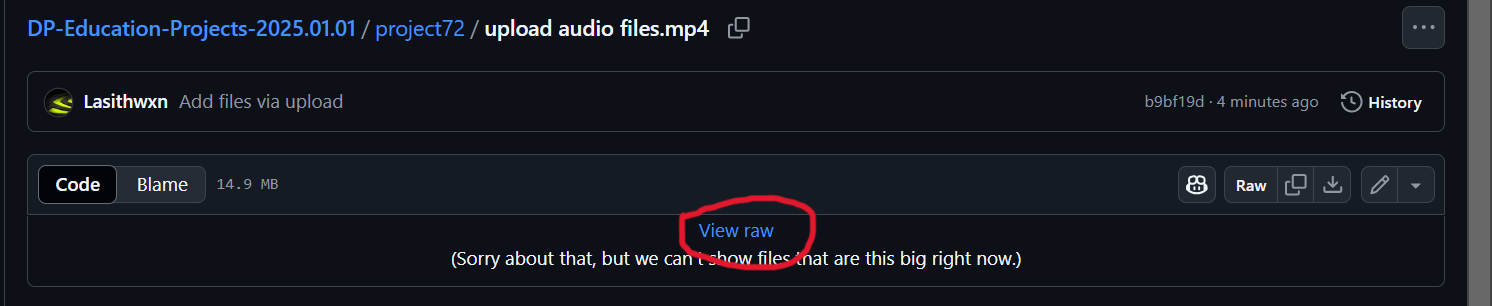 DP-Education-Projects-2025.01.01 / project72 / upload audio files.mp4
Lasithwxn Add files via upload b9bf19d · 4 minutes ago History
Code Blame 14.9 MB Raw
View raw
(Sorry about that, but we can't show files that are this big right now.)